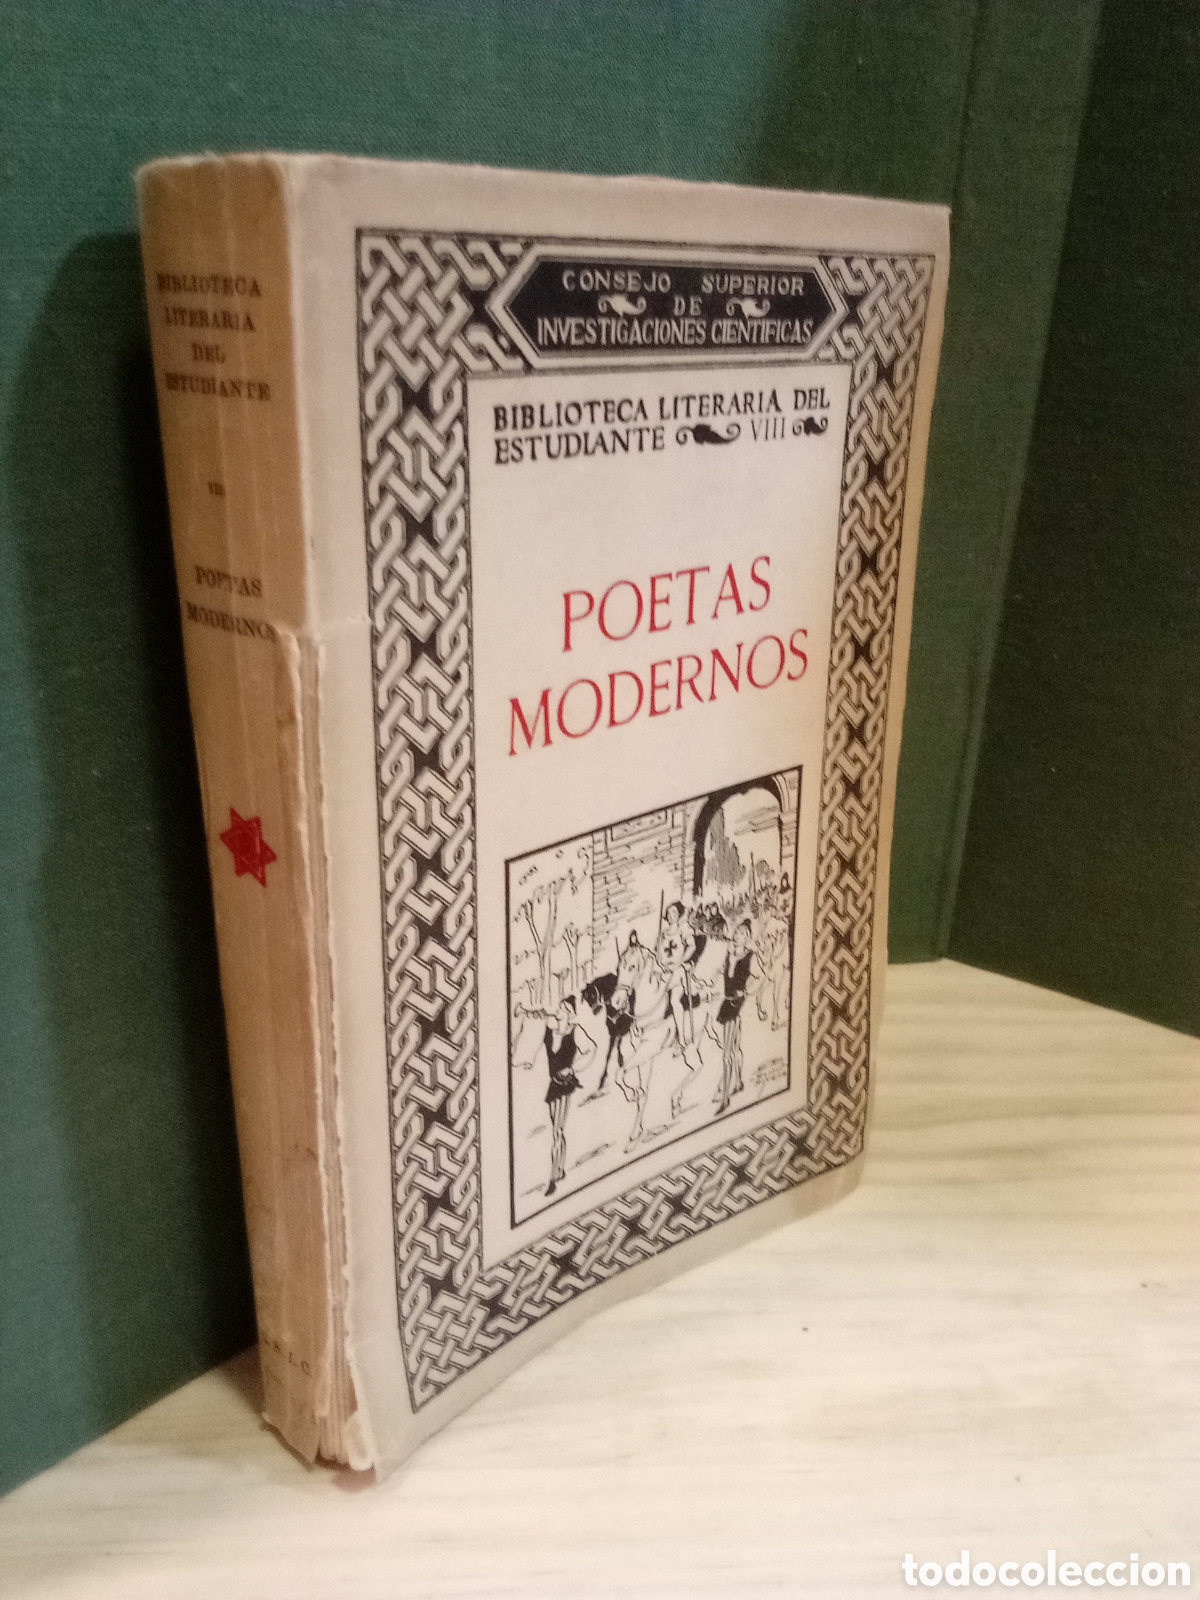 BIBLIOTECA
LITERARIA
DEL
ESTUDIANTE
VIII
POETAS
MODERNOS
CONSEJO SUPERIOR
DE
INVESTIGACIONES CIENTIFICAS
BIBLIOTECA LITERARIA DEL
ESTUDIANTE VIII
POETAS
MODERNOS
todocoleccion